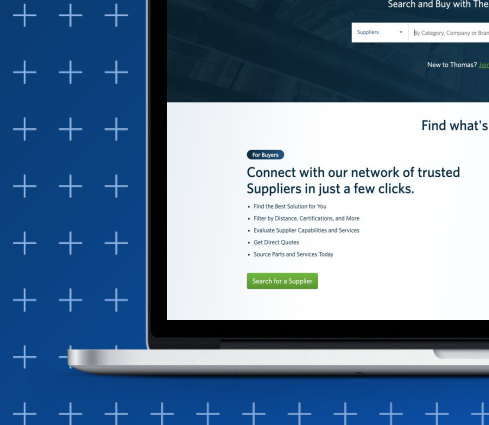 Search and Buy with The
Suppliers By Category, Company or Bran
New to Thomas? Join
Find what's
For Buyers
Connect with our network of trusted
Suppliers in just a few clicks.
• Find the Best Solution for You
• Filter by Distance, Certifications, and More
• Evaluate Supplier Capabilities and Services
• Get Direct Quotes
• Source Parts and Services Today
Search for a Supplier